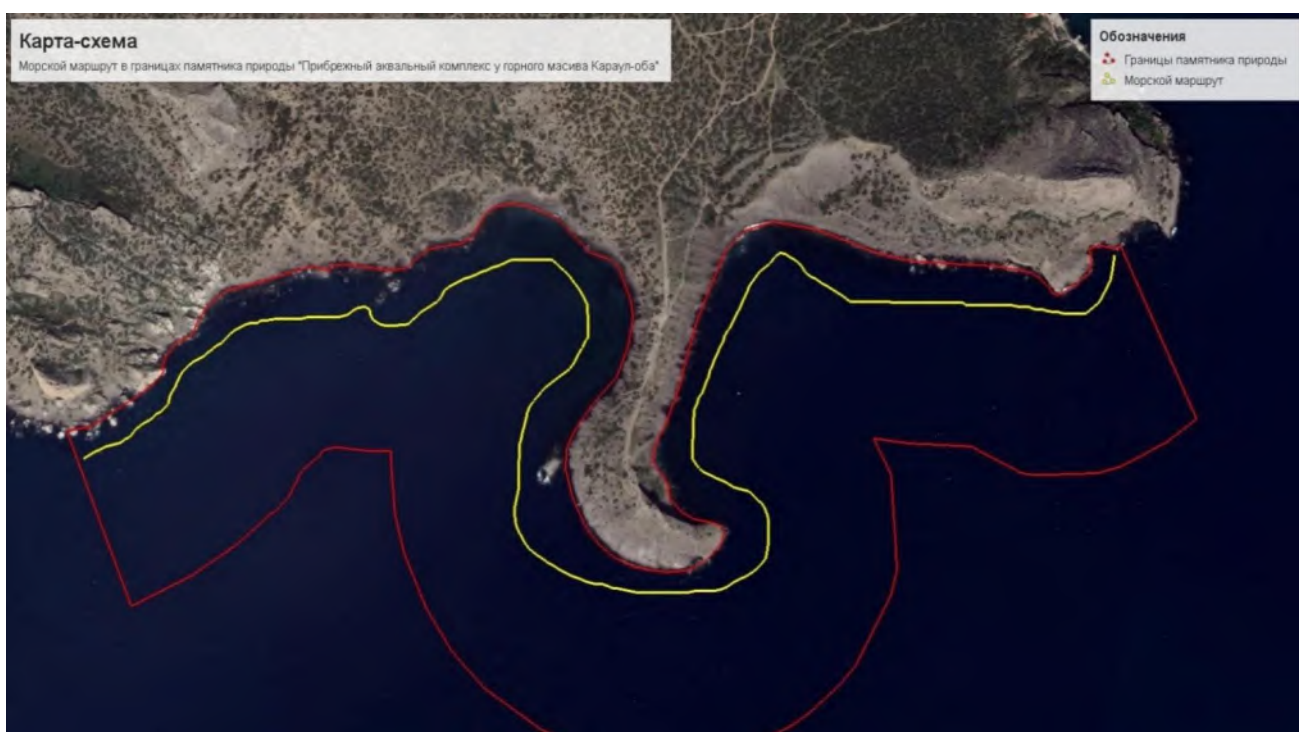 Карта-схема
Морской маршрут в границах памятника природы "Прибрежный аквальный комплекс у горного масива Караул-оба"
Обозначения
Границы памятника природы
Морской маршрут